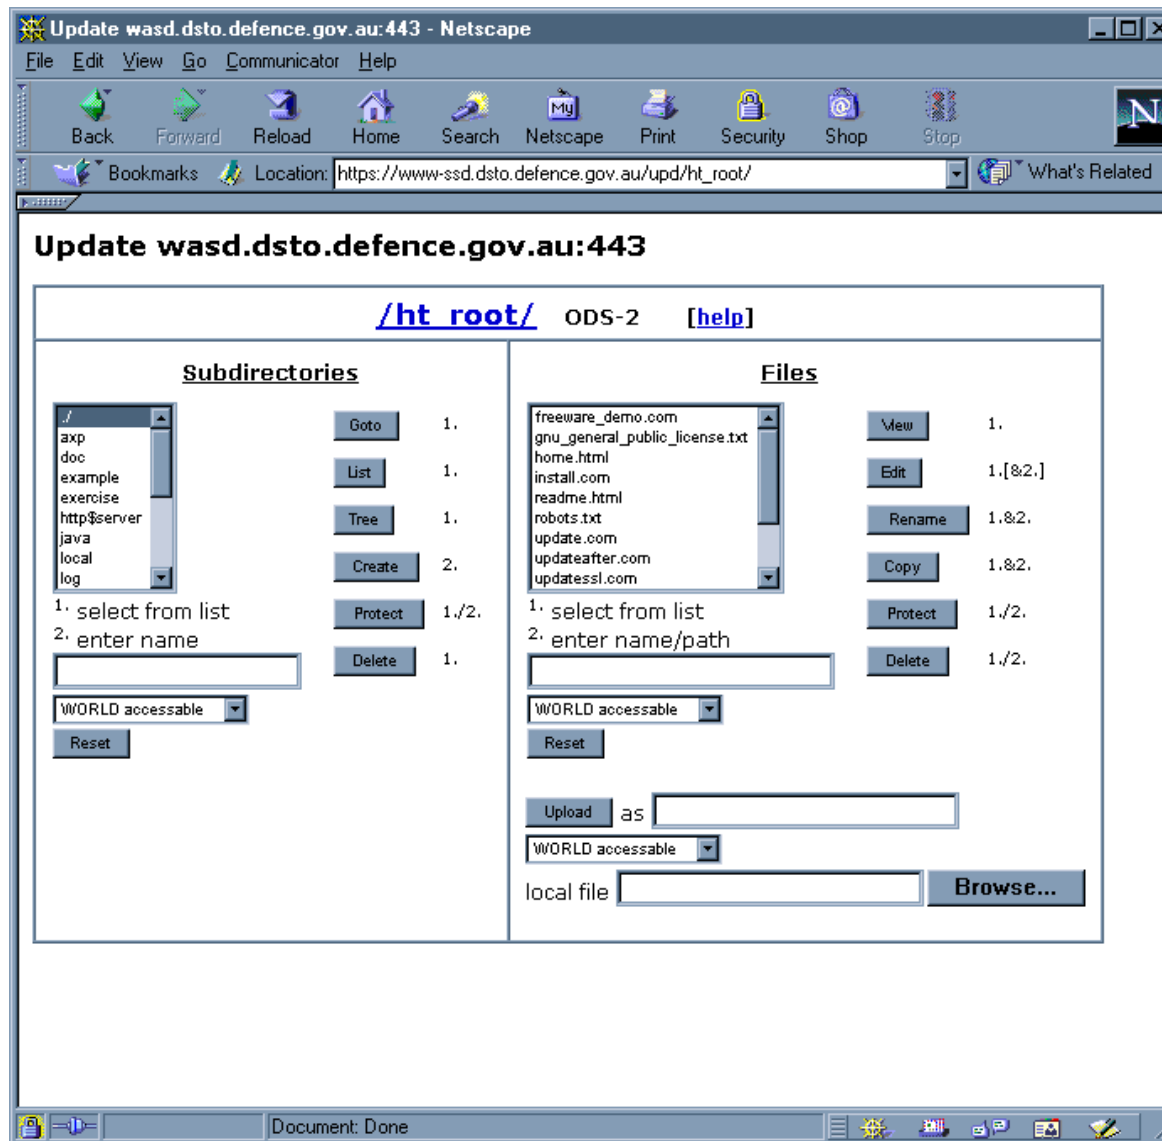 Update wasd.dsto.defence.gov.au:443 - Netscape
File Edit View Go Communicator Help
Back Forward Reload Home Search Netscape Print Security Shop Stop
My
N
Bookmarks Location: https://www-ssd.dsto.defence.gov.au/upd/ht_root/ What's Related
Update wasd.dsto.defence.gov.au:443
/ht_root/ ODS-2 [help]
Subdirectories
./
axp
doc
example
exercise
http$server
java
local
log
Goto 1.
List 1.
Tree 1.
Create 2.
Protect 1./2.
Delete 1.
1. select from list
2. enter name
WORLD accessable
Reset
Files
freeware_demo.com
gnu_general_public_license.txt
home.html
install.com
readme.html
robots.txt
update.com
updateafter.com
updatessl.com
View 1.
Edit 1.[&2.]
Rename 1.&2.
Copy 1.&2.
Protect 1./2.
Delete 1./2.
1. select from list
2. enter name/path
WORLD accessable
Reset
Upload as
WORLD accessable
local file Browse...
Document: Done